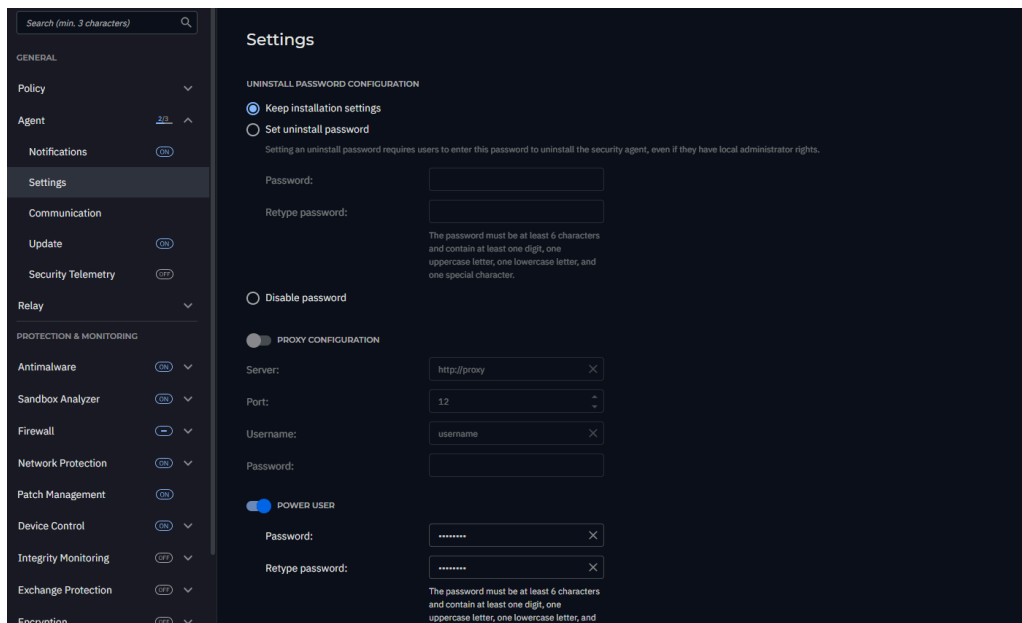 Search (min. 3 characters)
GENERAL
Policy
Agent 2/3
Notifications ON
Settings
Communication
Update ON
Security Telemetry OFF
Relay
PROTECTION & MONITORING
Antimalware ON
Sandbox Analyzer ON
Firewall
Network Protection ON
Patch Management ON
Device Control ON
Integrity Monitoring OFF
Exchange Protection OFF
Encryption OFF
Settings
UNINSTALL PASSWORD CONFIGURATION
Keep installation settings
Set uninstall password
Setting an uninstall password requires users to enter this password to uninstall the security agent, even if they have local administrator rights.
Password:
Retype password:
The password must be at least 6 characters
and contain at least one digit, one
uppercase letter, one lowercase letter, and
one special character.
Disable password
PROXY CONFIGURATION
Server: http://proxy
Port: 12
Username: username
Password:
POWER USER
Password: ••••••••
Retype password: ••••••••
The password must be at least 6 characters
and contain at least one digit, one
uppercase letter, one lowercase letter, and